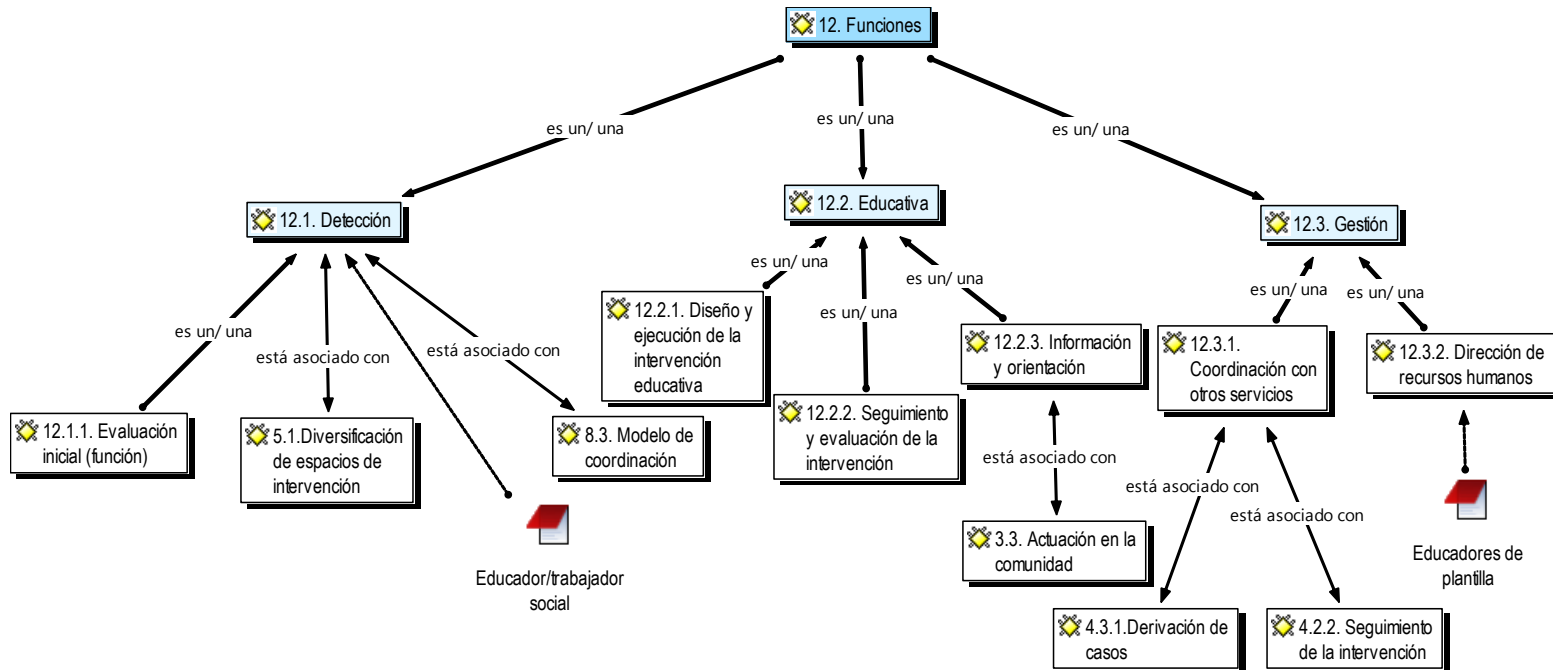 12. Funciones
es un/ una
es un/ una
es un/ una
12.1. Detección
12.2. Educativa
12.3. Gestión
es un/ una
es un/ una
es un/ una
es un/ una
es un/ una
es un/ una
está asociado con
está asociado con
12.2.1. Diseño y
ejecución de la
intervención
educativa
12.2.3. Información
y orientación
12.3.1.
Coordinación con
otros servicios
12.3.2. Dirección de
recursos humanos
12.1.1. Evaluación
inicial (función)
5.1.Diversificación
de espacios de
intervención
8.3. Modelo de
coordinación
12.2.2. Seguimiento
y evaluación de la
intervención
está asociado con
está asociado con
está asociado con
Educador/trabajador
social
3.3. Actuación en la
comunidad
Educadores de
plantilla
4.3.1.Derivación de
casos
4.2.2. Seguimiento
de la intervención